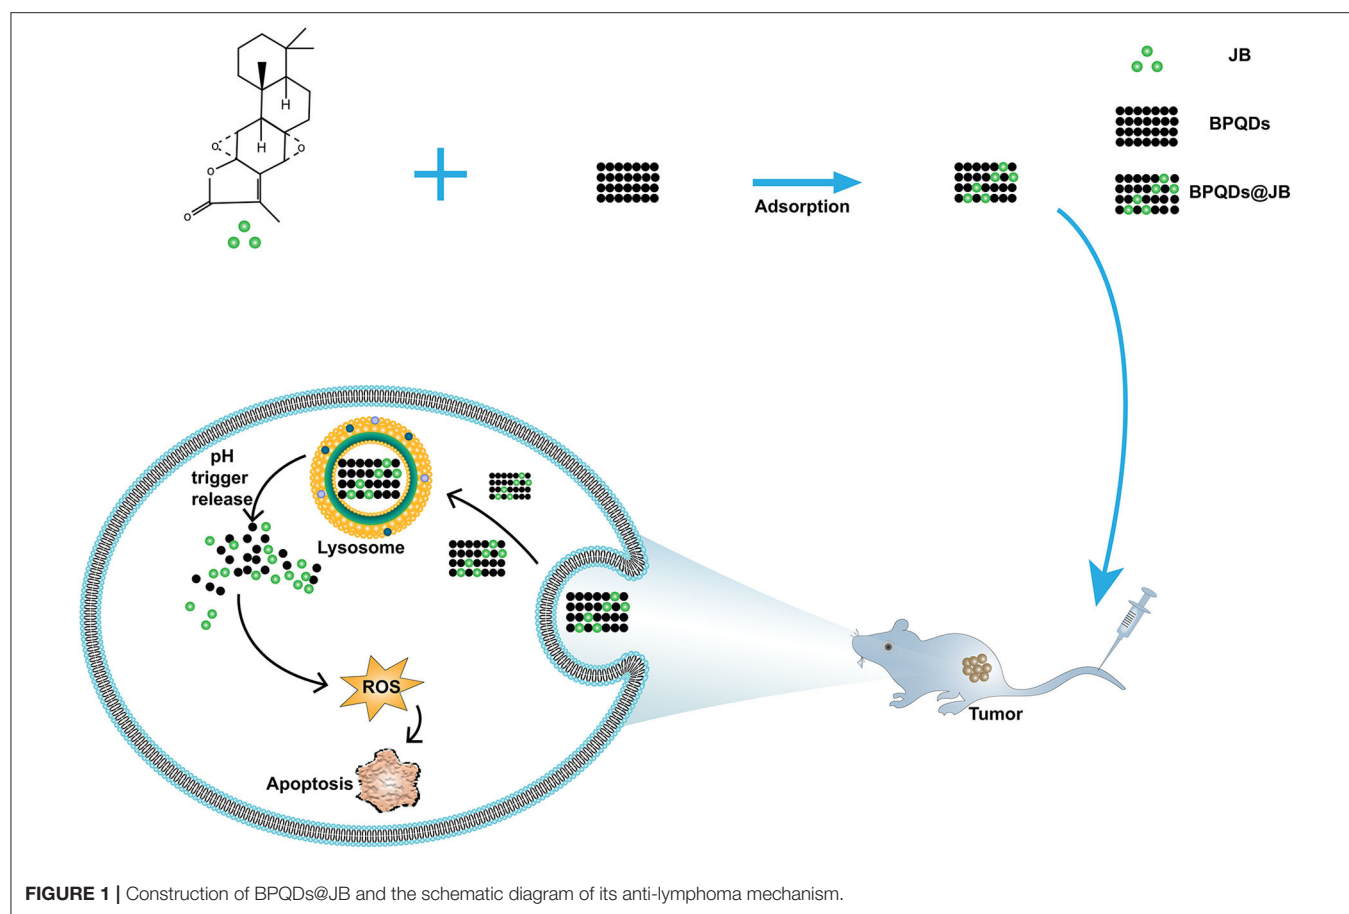 H
H
O
O
O
O
JB
BPQDs
BPQDs@JB
Adsorption
pH
trigger
release
Lysosome
ROS
Apoptosis
Tumor
FIGURE 1 | Construction of BPQDs@JB and the schematic diagram of its anti-lymphoma mechanism.